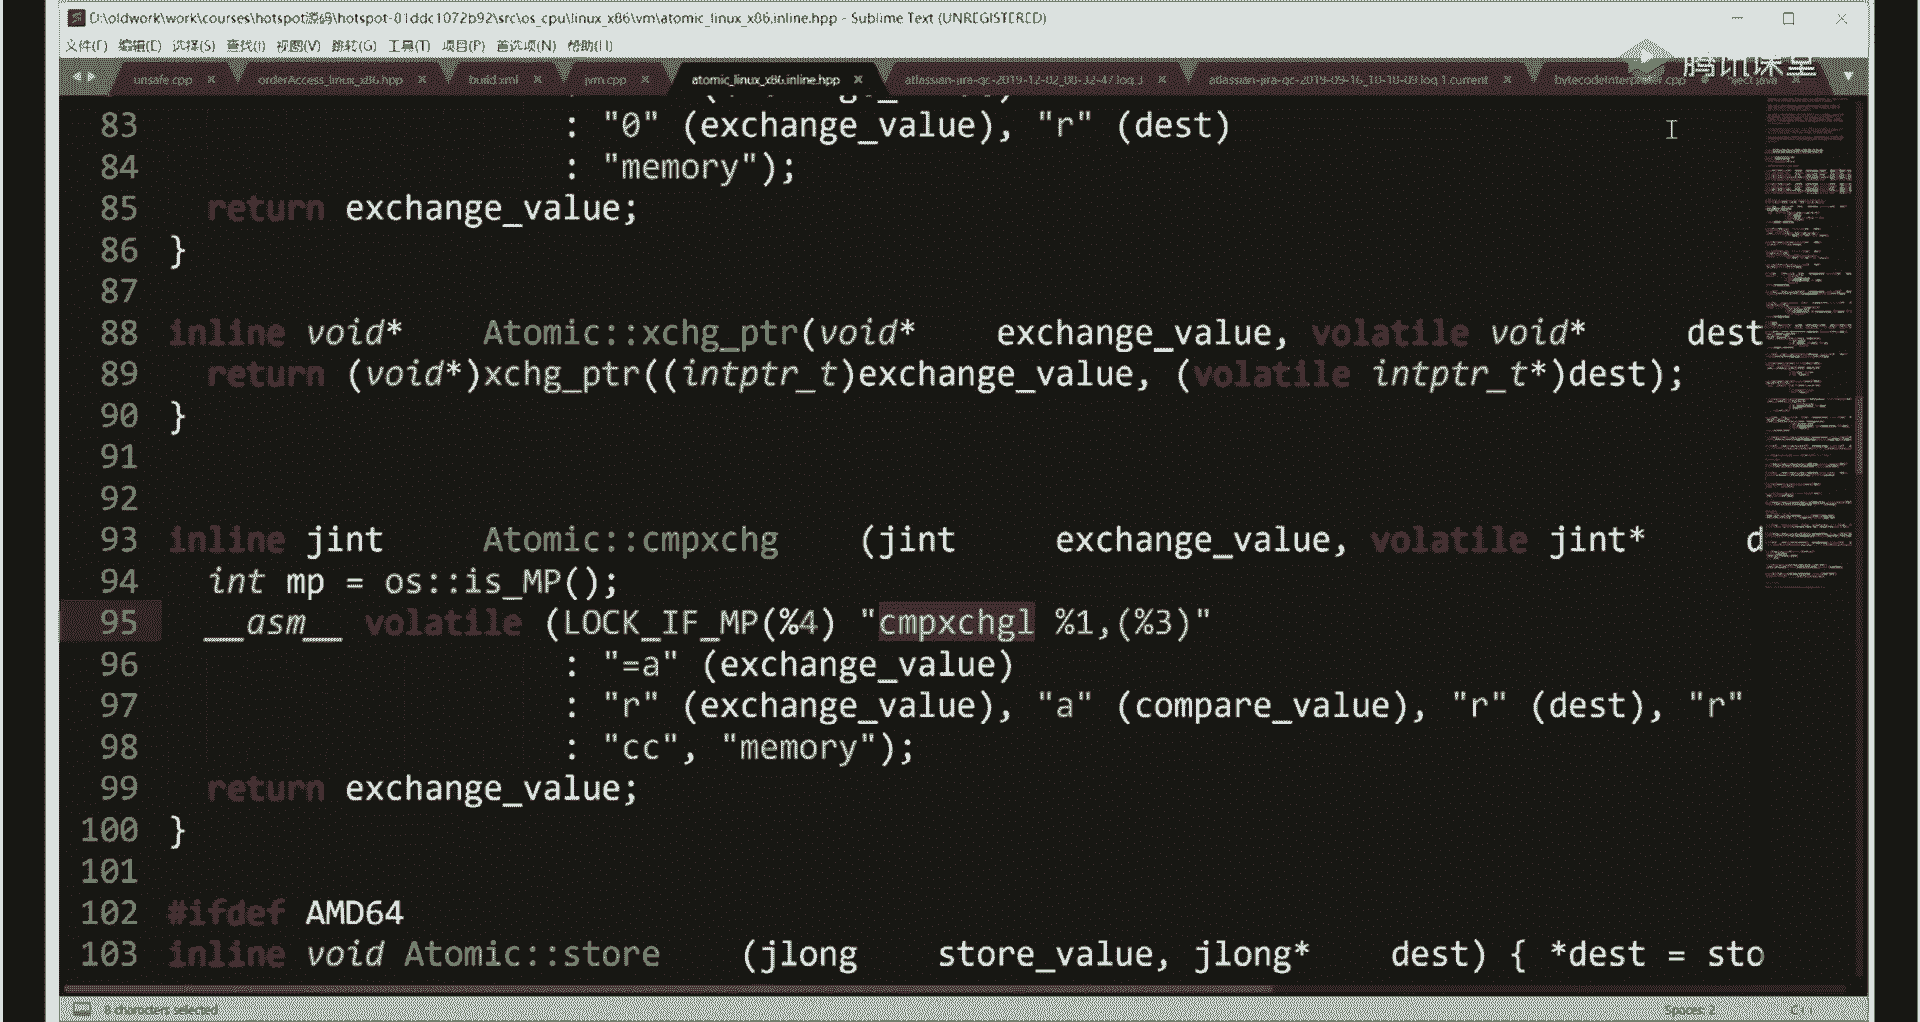 D:\oldwork\work\courses\hotspot源码\hotspot-01ddc1072b92\src\os_cpu\linux_x86\vm\atomic_linux_x86.inline.hpp - Sublime Text (UNREGISTERED)
文件(F) 编辑(E) 选择(S) 查找(I) 视图(V) 跳转(G) 工具(T) 项目(P) 首选项(N) 帮助(H)
腾讯课堂
unsafe.cpp orderAccess_linux_x86.hpp build.xml jvm.cpp atomic_linux_x86.inline.hpp atlassian-jira-gc-2019-12-02_00-32-47.log.3 atlassian-jira-gc-2019-09-16_10-10-09.log.1.current bytecodeInterpreter.cpp
83 : "0" (exchange_value), "r" (dest)
84 : "memory");
85 return exchange_value;
86 }
87
88 inline void* Atomic::xchg_ptr(void* exchange_value, volatile void* dest
89 return (void*)xchg_ptr((intptr_t)exchange_value, (volatile intptr_t*)dest);
90 }
91
92
93 inline jint Atomic::cmpxchg (jint exchange_value, volatile jint* d
94 int mp = os::is_MP();
95 __asm__ volatile (LOCK_IF_MP(%4) "cmpxchgl %1,(%3)"
96 : "=a" (exchange_value)
97 : "r" (exchange_value), "a" (compare_value), "r" (dest), "r"
98 : "cc", "memory");
99 return exchange_value;
100 }
101
102 #ifdef AMD64
103 inline void Atomic::store (jlong store_value, jlong* dest) { *dest = sto
8 characters selected Spaces: 2 C++